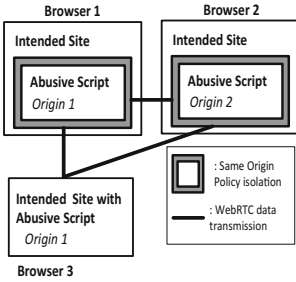 Browser 1
Browser 2
Intended Site
Intended Site
Abusive Script
Origin 1
Abusive Script
Origin 2
Intended Site with
Abusive Script
Origin 1
Browser 3
: Same Origin
Policy isolation
: WebRTC data
transmission